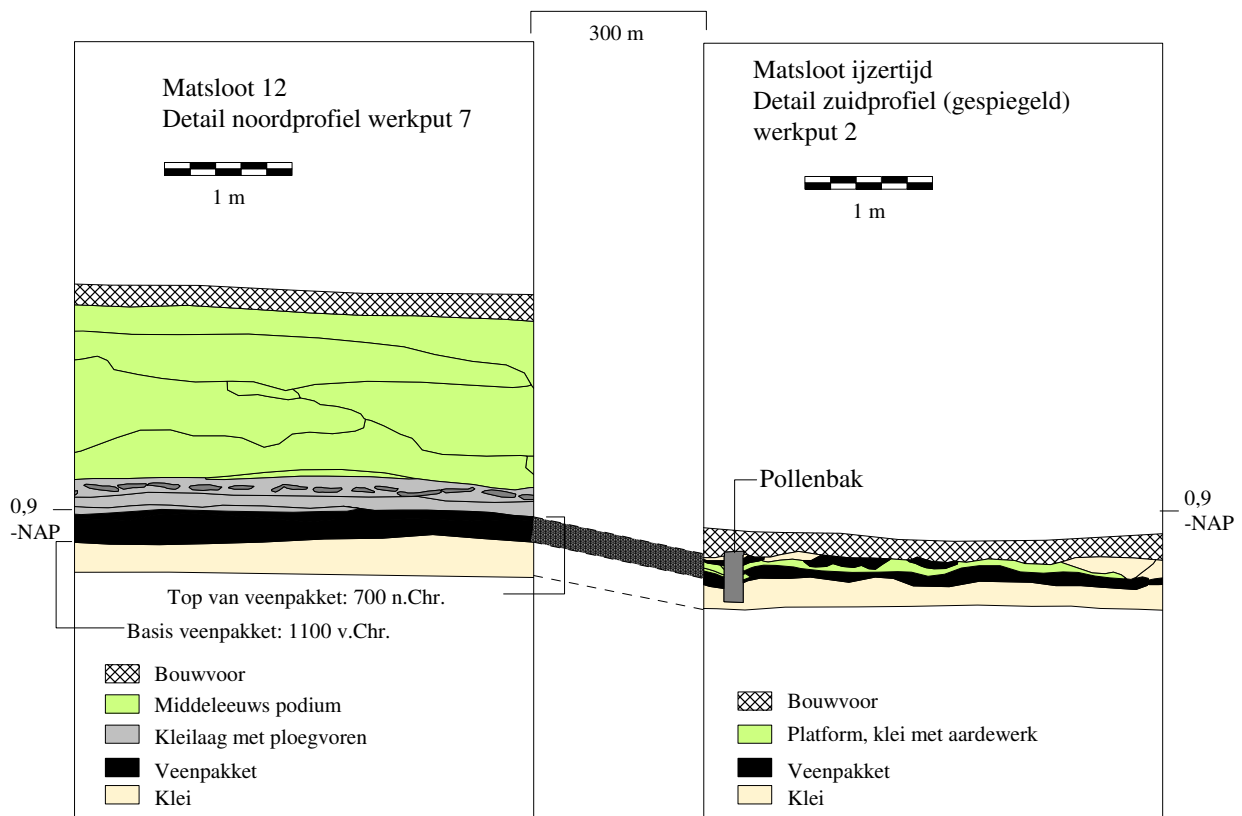 300 m
Matsloot 12
Detail noordprofiel werkput 7
1 m
Matsloot ijzertijd
Detail zuidprofiel (gespiegeld)
werkput 2
1 m
Pollenbak
0,9
-NAP
0,9
-NAP
Top van veenpakket: 700 n.Chr.
Basis veenpakket: 1100 v.Chr.
Bouwvoor
Middeleeuws podium
Kleilaag met ploegvoren
Veenpakket
Klei
Bouwvoor
Platform, klei met aardewerk
Veenpakket
Klei